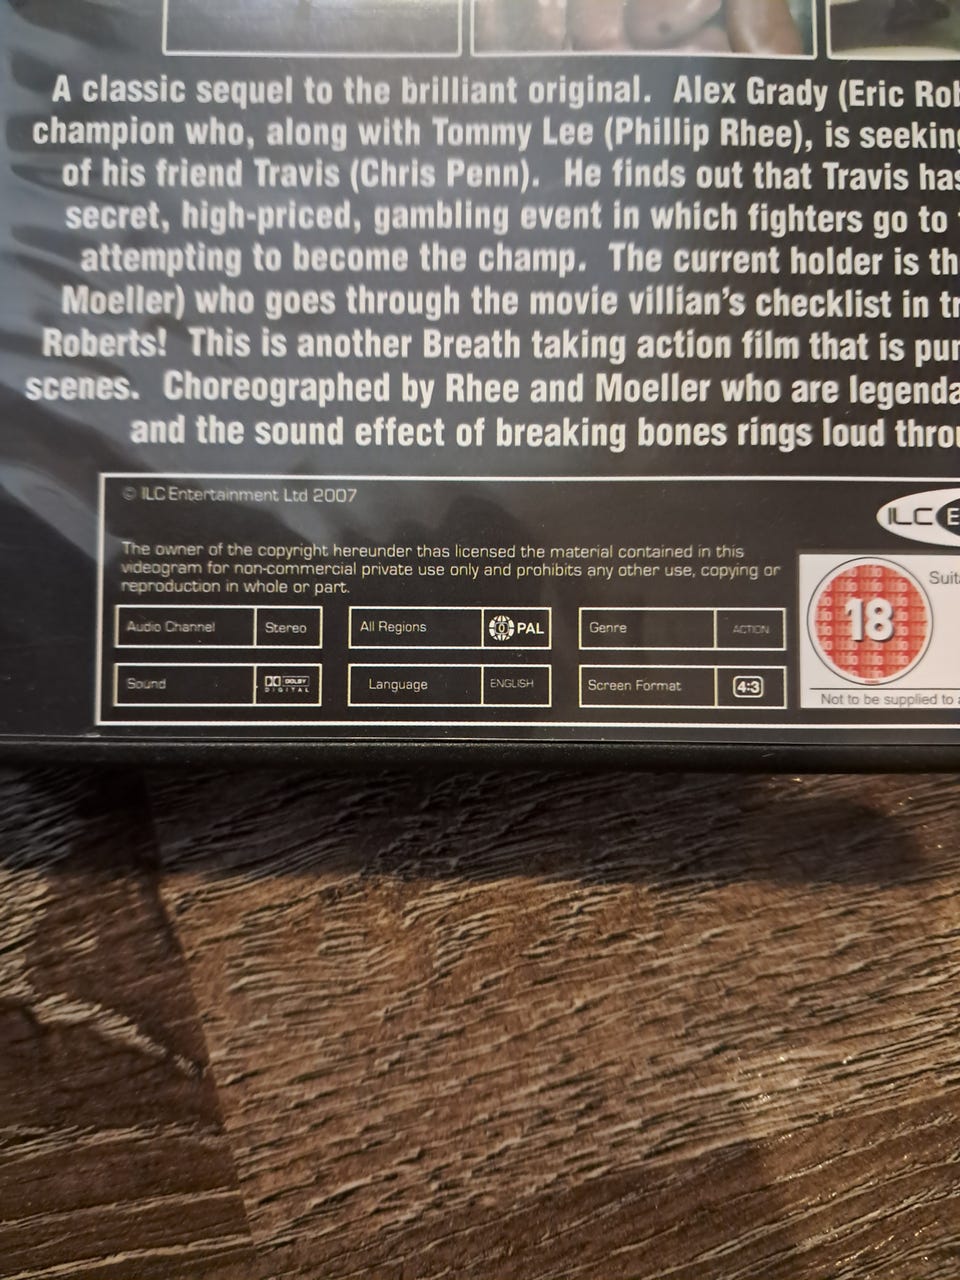 A classic sequel to the brilliant original. Alex Grady (Eric Rob
champion who, along with Tommy Lee (Phillip Rhee), is seeking
of his friend Travis (Chris Penn). He finds out that Travis has
secret, high-priced, gambling event in which fighters go to
attempting to become the champ. The current holder is th
Moeller) who goes through the movie villian's checklist in tr
Roberts! This is another Breath taking action film that is pur
scenes. Choreographed by Rhee and Moeller who are legenda
and the sound effect of breaking bones rings loud throu
© ILC Entertainment Ltd 2007
ILC E
The owner of the copyright hereunder thas licensed the material contained in this
videogram for non-commercial private use only and prohibits any other use, copying or
reproduction in whole or part.
Audio Channel Stereo All Regions 0 PAL Genre ACTION
Sound DOLBY DIGITAL Language ENGLISH Screen Format 4:3
18 Suita
Not to be supplied to a